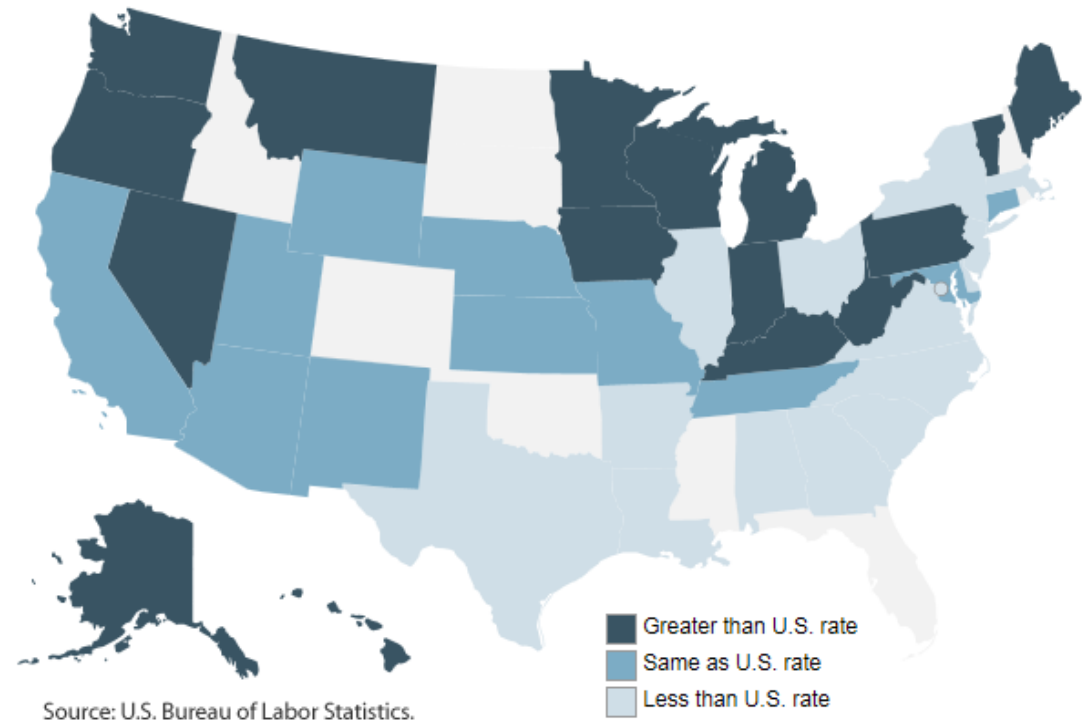 Greater than U.S. rate
Same as U.S. rate
Less than U.S. rate
Source: U.S. Bureau of Labor Statistics.